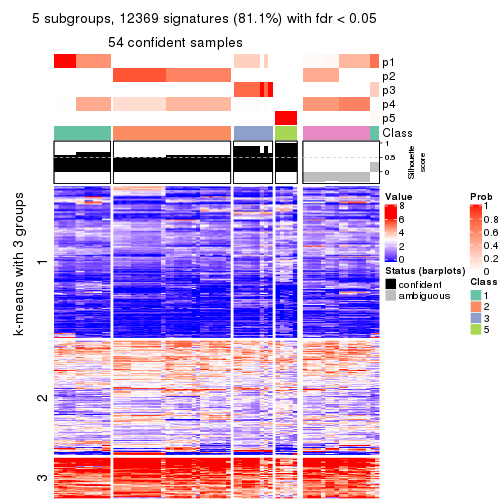 5 subgroups, 12369 signatures (81.1%) with fdr < 0.05
54 confident samples
p1
p2
p3
p4
p5
Class
1
0.5
0
Silhouette
score
k-means with 3 groups
1
2
3
Value
8
6
4
2
0
Status (barplots)
confident
ambiguous
Prob
1
0.8
0.6
0.4
0.2
0
Class
1
2
3
5